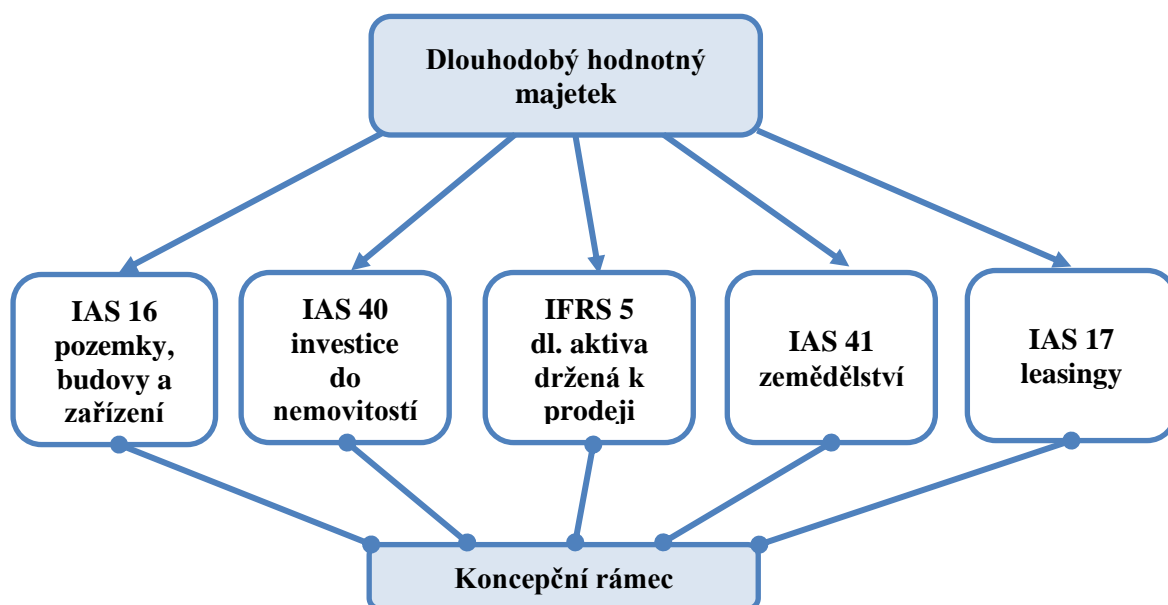 Dlouhodobý hodnotný
majetek
IAS 16
pozemky,
budovy a
zařízení
IAS 40
investice
do
nemovitostí
IFRS 5
dl. aktiva
držená k
prodeji
IAS 41
zemědělství
IAS 17
leasingy
Koncepční rámec